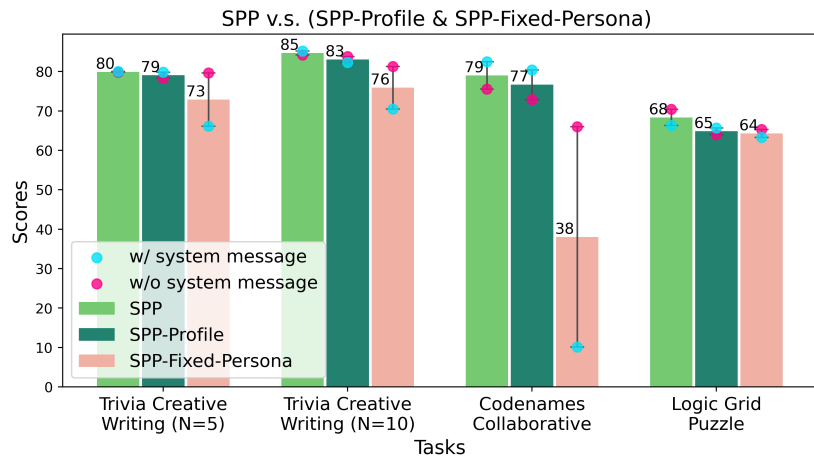 SPP v.s. (SPP-Profile & SPP-Fixed-Persona)
Scores
80
70
60
50
40
30
20
10
0
80
79
73
85
83
76
79
77
38
68
65
64
w/ system message
w/o system message
SPP
SPP-Profile
SPP-Fixed-Persona
Trivia Creative
Writing (N=5)
Trivia Creative
Writing (N=10)
Codenames
Collaborative
Logic Grid
Puzzle
Tasks